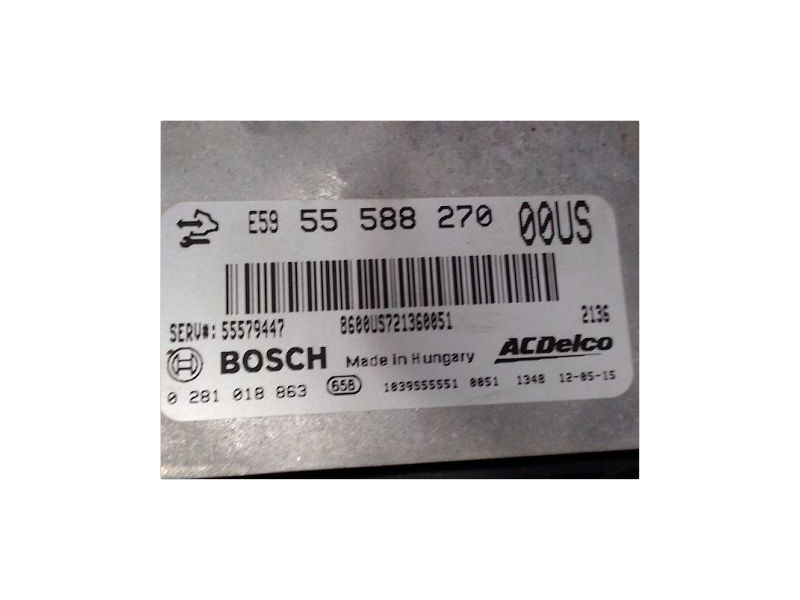 E59 55 588 270 00US
SERV#: 55579447 8600US721360051 2136
BOSCH Made in Hungary ACDelco
0 281 018 863 658 1039S55551 0051 1348 12-05-15